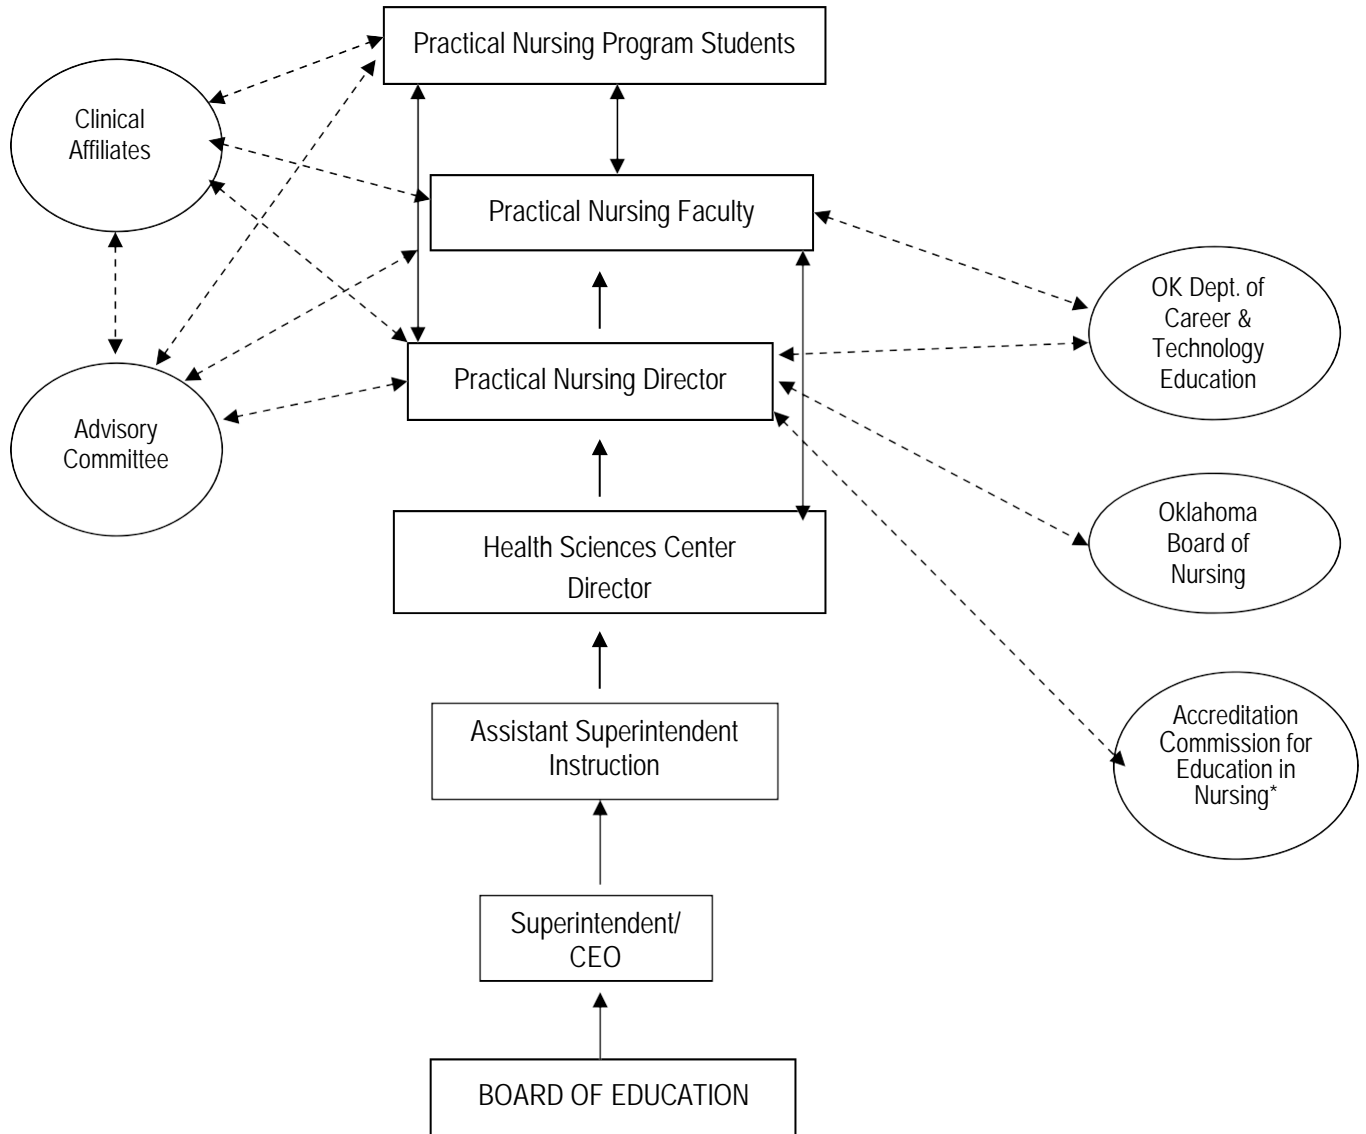 Practical Nursing Program Students
Clinical
Affiliates
Practical Nursing Faculty
OK Dept. of
Career &
Technology
Education
Practical Nursing Director
Advisory
Committee
Health Sciences Center
Director
Oklahoma
Board of
Nursing
Assistant Superintendent
Instruction
Accreditation
Commission for
Education in
Nursing*
Superintendent/
CEO
BOARD OF EDUCATION